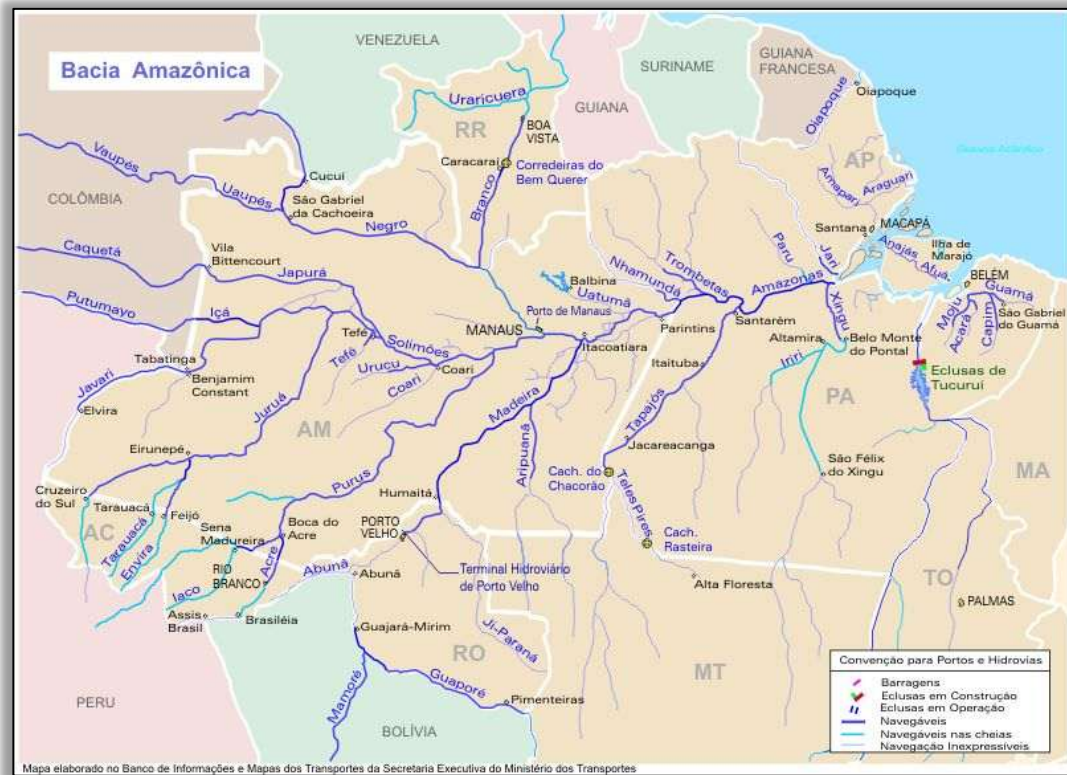 Bacia Amazônica
VENEZUELA
SURINAME
GUIANA
FRANCESA
GUIANA
COLÔMBIA
PERU
BOLÍVIA
RR
AP
AM
PA
MA
AC
RO
MT
TO
Uraricuera
BOA
VISTA
Caracaraí
Corredeiras do
Bem Querer
Branco
Oiapoque
Oiapoque
Amapari
Araguari
Vaupés
Cucuí
Uaupés
São Gabriel
da Cachoeira
Negro
Santana
MACAPÁ
Anajás
Afuá
Ilha de
Marajó
BELÉM
Caquetá
Vila
Bittencourt
Japurá
Balbina
Nhamundá
Trombetas
Paru
Jari
Amazonas
Xingu
Guamá
São Gabriel
do Guamá
Moju
Acará
Capim
Putumayo
Içá
Uatumã
Porto de Manaus
MANAUS
Itacoatiara
Parintins
Santarém
Altamira
Belo Monte
do Pontal
Tefé
Tefé
Solimões
Urucu
Coari
Coari
Tabatinga
Benjamim
Constant
Javari
Elvira
Itaituba
Iriri
Eclusas de
Tucuruí
Juruá
Madeira
Tapajós
Aripuanã
Jacareacanga
Eirunepé
Purus
Cach. do
Chacorão
São Félix
do Xingu
Cruzeiro
do Sul
Tarauacá
Feijó
Tarauacá
Envira
Sena
Madureira
Boca do
Acre
Humaitá
PORTO
VELHO
Teles Pires
Cach.
Rasteira
RIO
BRANCO
Acre
Iaco
Abunã
Abunã
Terminal Hidroviário
de Porto Velho
Alta Floresta
PALMAS
Assis
Brasil
Brasiléia
Guajará-Mirim
Ji-Paraná
Mamoré
Guaporé
Pimenteiras
Convenção para Portos e Hidrovias
Barragens
Eclusas em Construção
Eclusas em Operação
Navegáveis
Navegáveis nas cheias
Navegação Inexpressíveis
Mapa elaborado no Banco de Informações e Mapas dos Transportes da Secretaria Executiva do Ministério dos Transportes